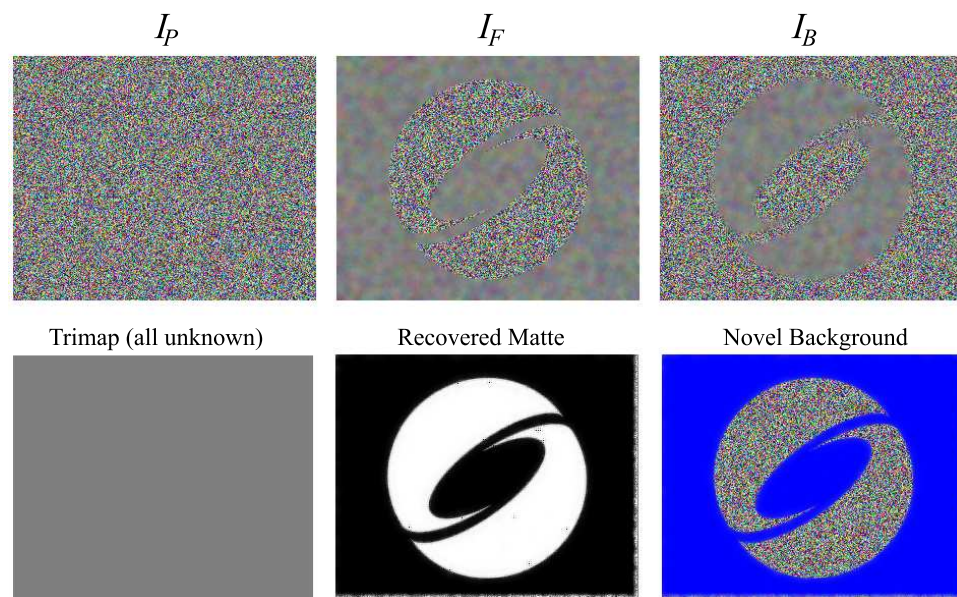 I_P
I_F
I_B
Trimap (all unknown)
Recovered Matte
Novel Background